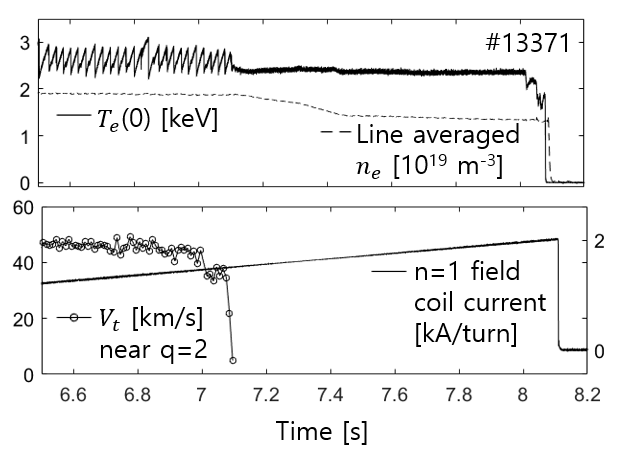 #13371
3
2
1
0
T_e(0) [keV]
Line averaged
n_e [10^19 m^-3]
60
40
20
0
2
1
0
n=1 field
coil current
[kA/turn]
V_t [km/s]
near q=2
6.6 6.8 7 7.2 7.4 7.6 7.8 8 8.2
Time [s]